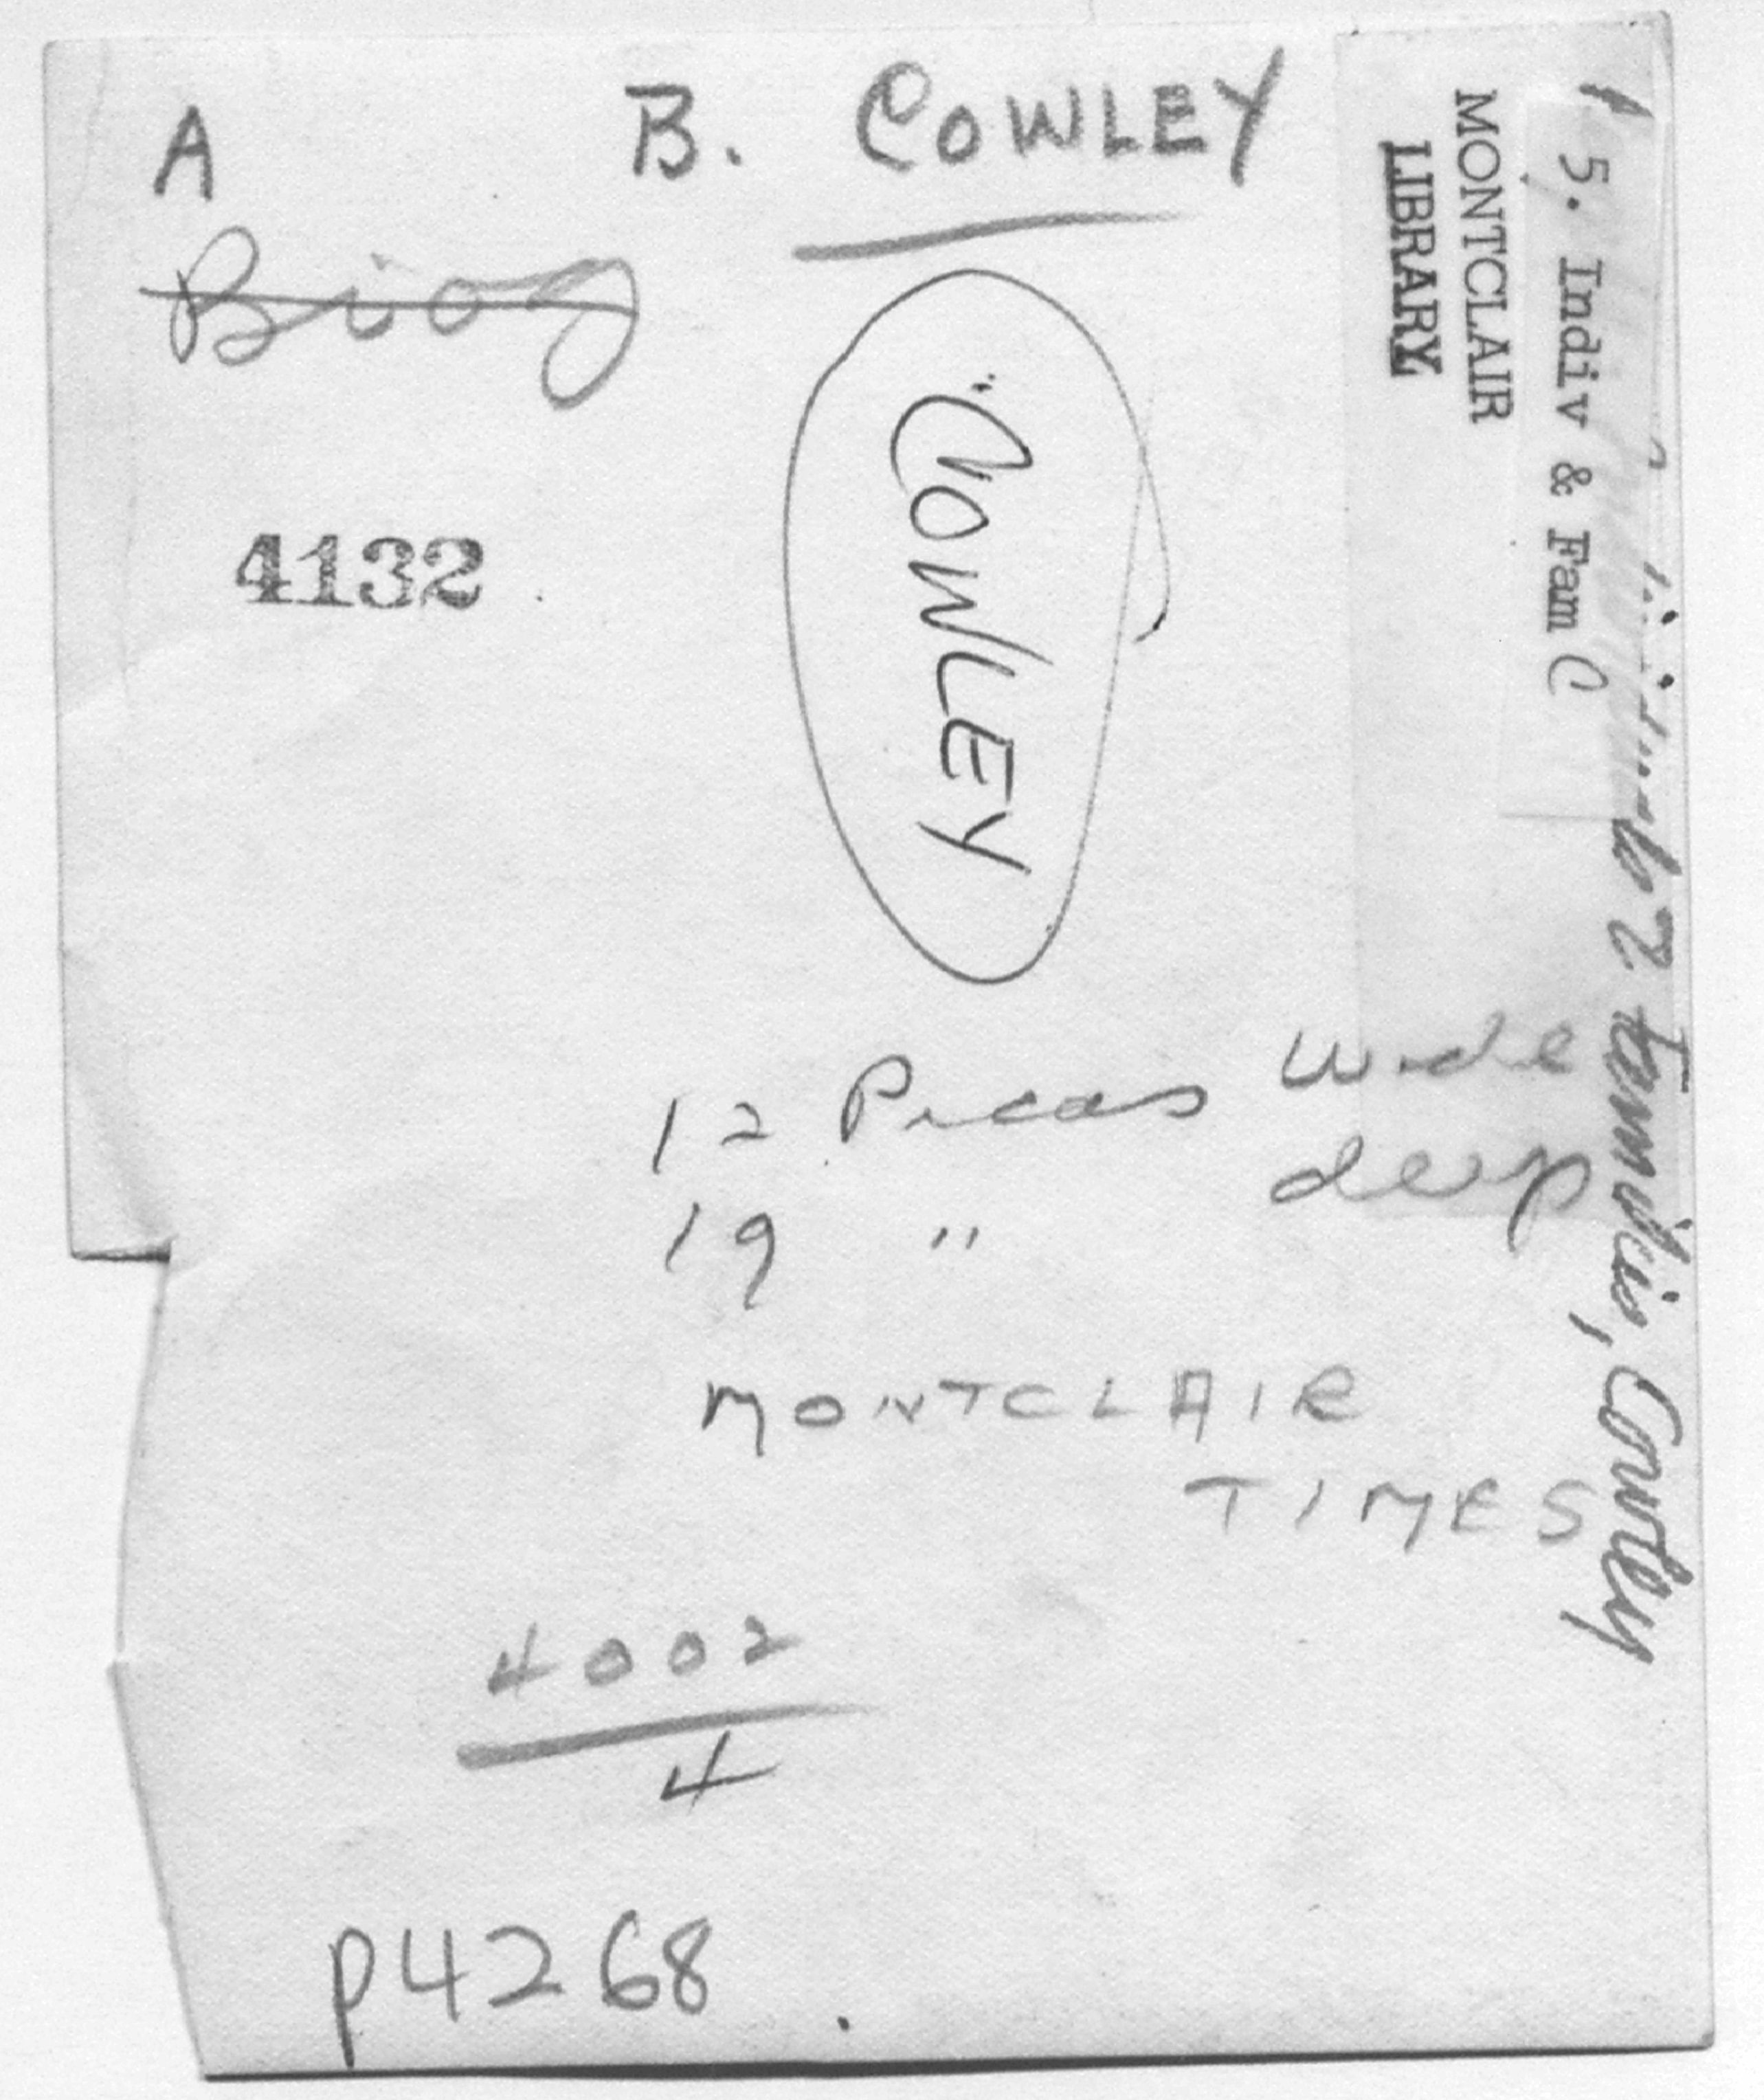 A
B. COWLEY
Biog
4132
COWLEY
MONTCLAIR
LIBRARY
5. Indiv & Fam C
& Families, Cowley
12 Picas wide
19 " deep
MONTCLAIR
TIMES
4002
4
p4268